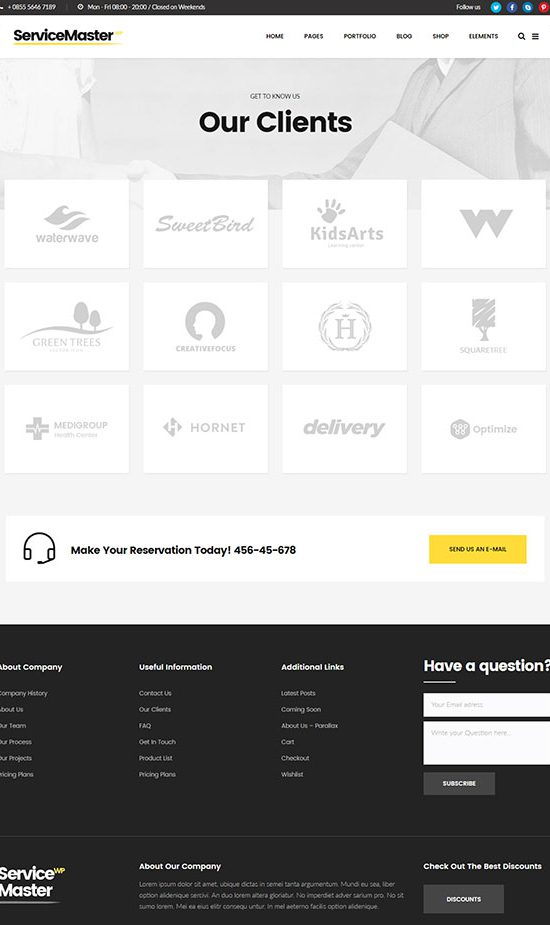 + 0855 5646 7189 Mon - Fri 08:00 - 20:00 / Closed on Weekends Follow us
ServiceMaster WP HOME PAGES PORTFOLIO BLOG SHOP ELEMENTS
GET TO KNOW US
Our Clients
waterwave SweetBird KidsArts W
Learning center
GREEN TREES CREATIVEFOCUS H SQUARETREE
MEDIGROUP HORNET delivery Optimize
Health-Center
Make Your Reservation Today! 456-45-678 SEND US AN E-MAIL
About Company Useful Information Additional Links Have a question?
Company History Contact Us Latest Posts
About Us Our Clients Coming Soon Your Email adress
Our Team FAQ About Us – Parallax Write your Question here...
Our Process Get In Touch Cart
Our Projects Product List Checkout
Pricing Plans Pricing Plans Wishlist SUBSCRIBE
Service WP
Master
About Our Company Check Out The Best Discounts
Lorem ipsum dolor sit amet, ubique dictas in semper tanta argumentum. Mundi eu sea, liber
option alidenique servici. An duo lorem altera gloriatur. No imperdiet adver sarium pro. No sit
sumo lorem. Mei ea eius elitr consequ untur. In mel aeterno facilis option alidenique. DISCOUNTS